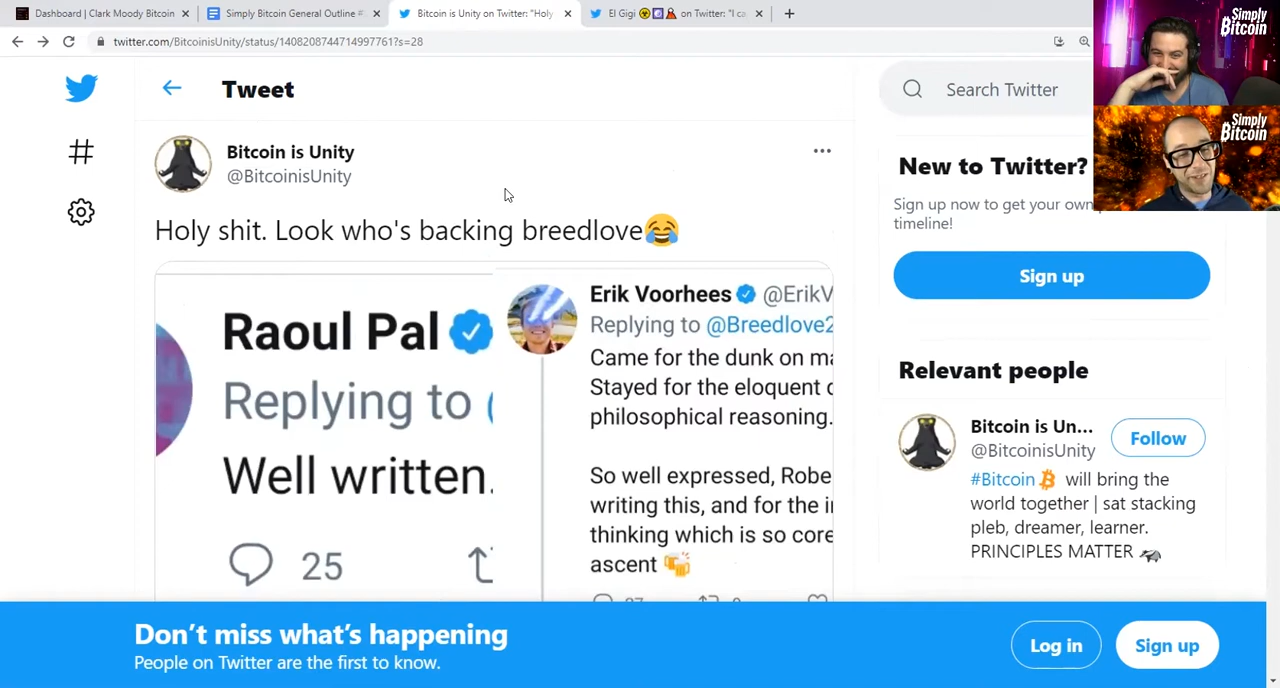 Dashboard | Clark Moody Bitcoin
Simply Bitcoin General Outline #
Bitcoin is Unity on Twitter: "Holy
El Gigi on Twitter: "I ca
twitter.com/BitcoinisUnity/status/1408208744714997761?s=28
Simply
Bitcoin
Simply
Bitcoin
Tweet
Search Twitter
Bitcoin is Unity
@BitcoinisUnity
Holy shit. Look who's backing breedlove😂
Raoul Pal
Replying to
Well written.
25
Erik Voorhees @ErikV
Replying to @Breedlove2
Came for the dunk on ma
Stayed for the eloquent
philosophical reasoning.
So well expressed, Robe
writing this, and for the i
thinking which is so core
ascent 🍻
New to Twitter?
Sign up now to get your own
timeline!
Sign up
Relevant people
Bitcoin is Un...
@BitcoinisUnity
Follow
#Bitcoin will bring the
world together | sat stacking
pleb, dreamer, learner.
PRINCIPLES MATTER
Don't miss what's happening
People on Twitter are the first to know.
Log in
Sign up